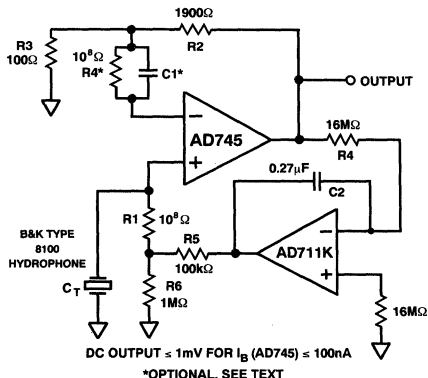 1900Ω
R2
R3
100Ω
10⁸Ω
R4*
C1*
OUTPUT
AD745
16MΩ
R4
0.27µF
C2
R1
10⁸Ω
R5
100kΩ
AD711K
B&K TYPE
8100
HYDROPHONE
C_T
R6
1MΩ
16MΩ
DC OUTPUT ≤ 1mV FOR I_B (AD745) ≤ 100nA
*OPTIONAL, SEE TEXT